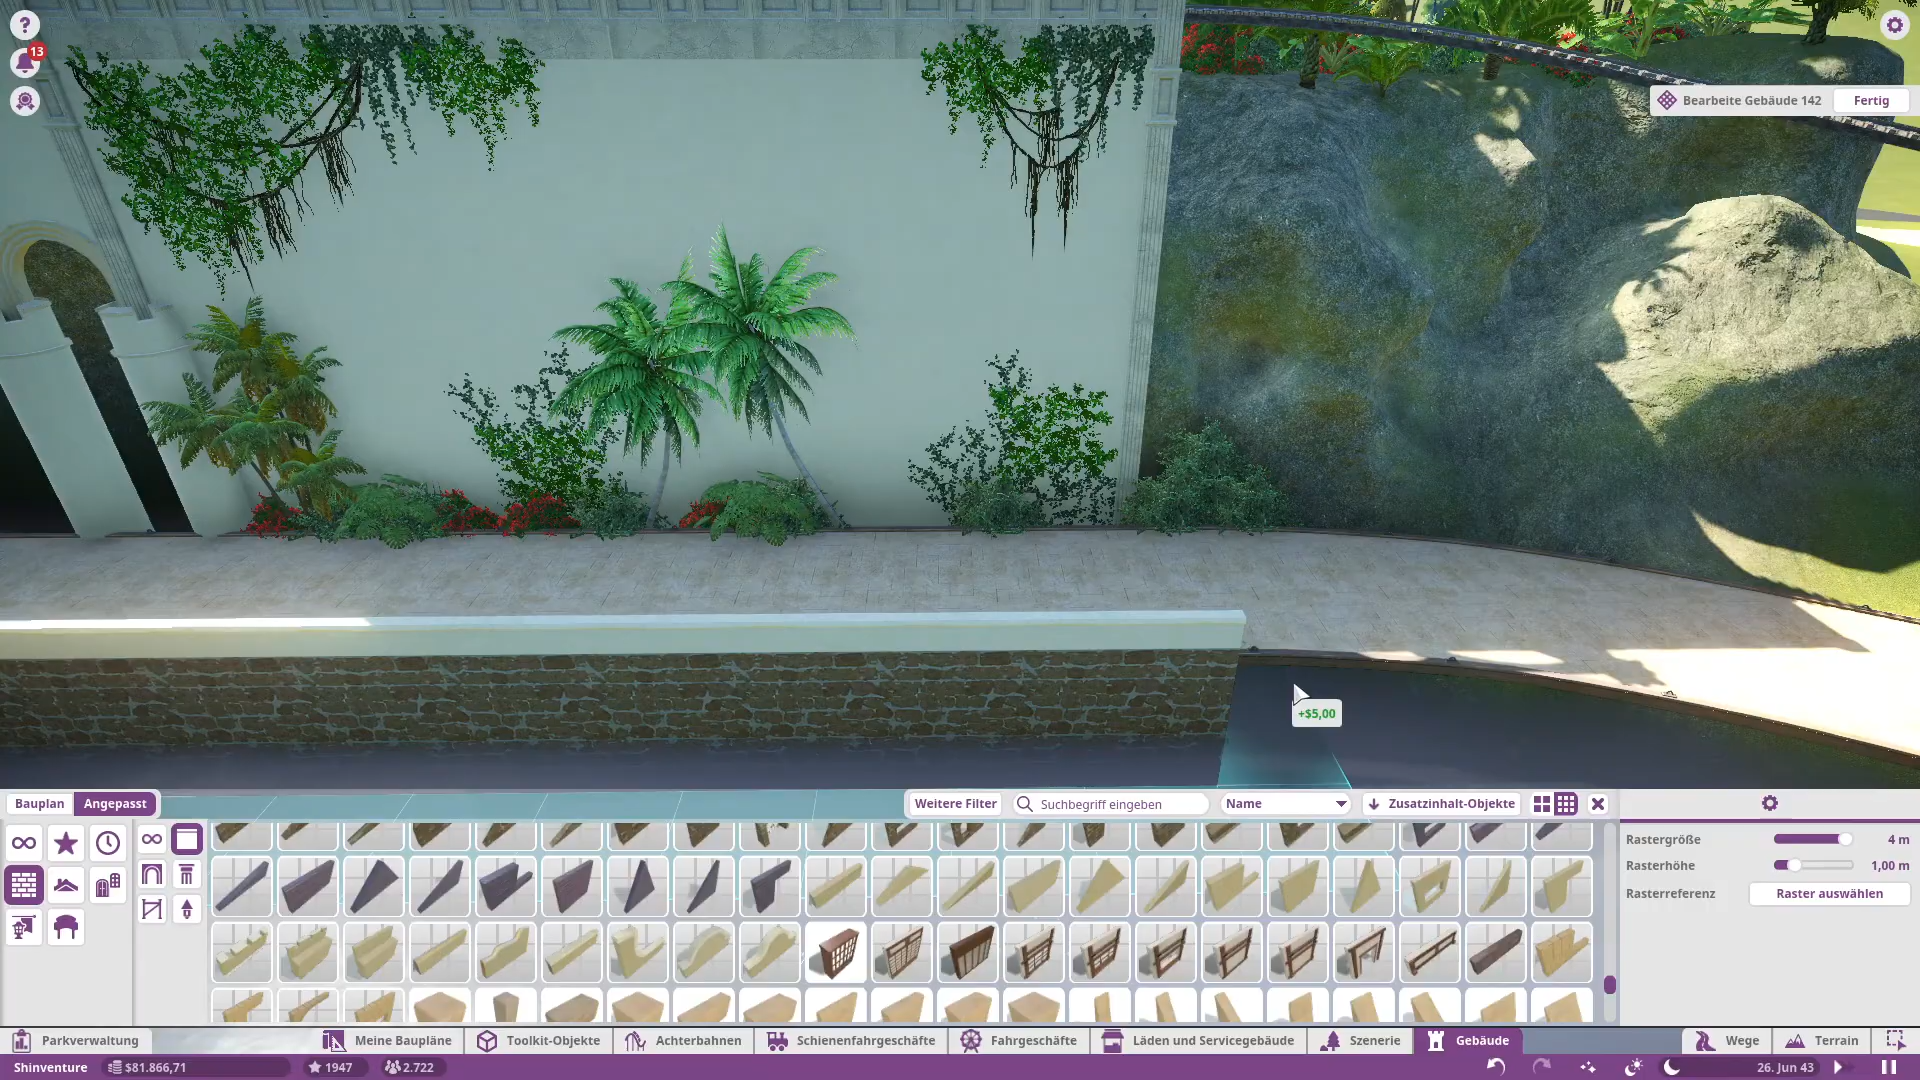 ?
13
Bearbeite Gebäude 142
Fertig
+$5,00
Bauplan
Angepasst
Weitere Filter
Suchbegriff eingeben
Name
Zusatzinhalt-Objekte
Rastergröße
4 m
Rasterhöhe
1,00 m
Rasterreferenz
Raster auswählen
Parkverwaltung
Meine Baupläne
Toolkit-Objekte
Achterbahnen
Schienenfahrgeschäfte
Fahrgeschäfte
Läden und Servicegebäude
Szenerie
Gebäude
Wege
Terrain
Shinventure
$81.866,71
1947
2.722
26. Jun 43